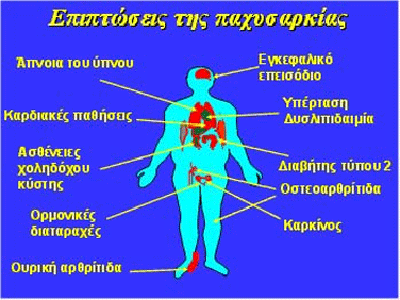 Επιπτώσεις της παχυσαρκίας
Άπνοια του ύπνου
Καρδιακές παθήσεις
Ασθένειες
χοληδόχου
κύστης
Ορμονικές
διαταραχές
Ουρική αρθρίτιδα
Εγκεφαλικό
επεισόδιο
Υπέρταση
Δυσλιπιδαιμία
Διαβήτης τύπου 2
Οστεοαρθρίτιδα
Καρκίνος